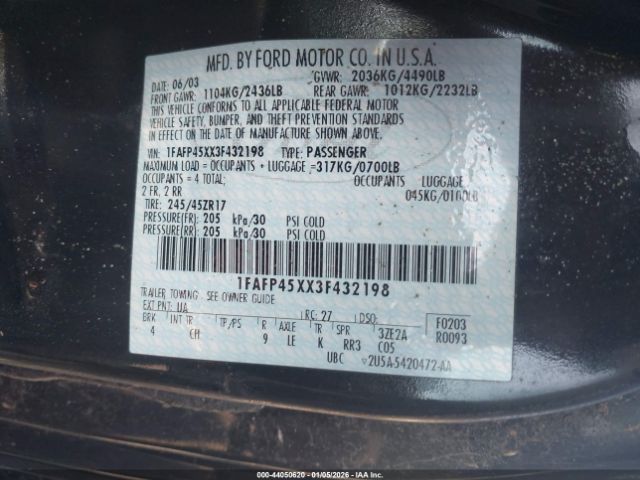 MFD. BY FORD MOTOR CO. IN U.S.A.
DATE: 06/03 GVWR: 2036KG/4490LB
FRONT GAWR: 1104KG/2436LB REAR GAWR: 1012KG/2232LB
THIS VEHICLE CONFORMS TO ALL APPLICABLE FEDERAL MOTOR
VEHICLE SAFETY, BUMPER, AND THEFT PREVENTION STANDARDS
IN EFFECT ON THE DATE OF MANUFACTURE SHOWN ABOVE.
VIN: 1FAFP45XX3F432198 TYPE: PASSENGER
MAXIMUM LOAD = OCCUPANTS + LUGGAGE =317KG/0700LB
OCCUPANTS = 4 TOTAL; OCCUPANTS LUGGAGE
2 FR, 2 RR 045KG/0100LB
TIRE: 245/45ZR17
PRESSURE(FR): 205 kPa/30 PSI COLD
PRESSURE(RR): 205 kPa/30 PSI COLD
1FAFP45XX3F432198
TRAILER TOWING - SEE OWNER GUIDE
EXT PNT: UA RC: 27 DSO: F0203
BRK INT TR TP/PS R AXLE TR SPR 3ZE2A R0093
4 9 LE K RR3 C05
UBC 2U5A-5420472-AA
000-44050620 - 01/05/2026 - IAA Inc.